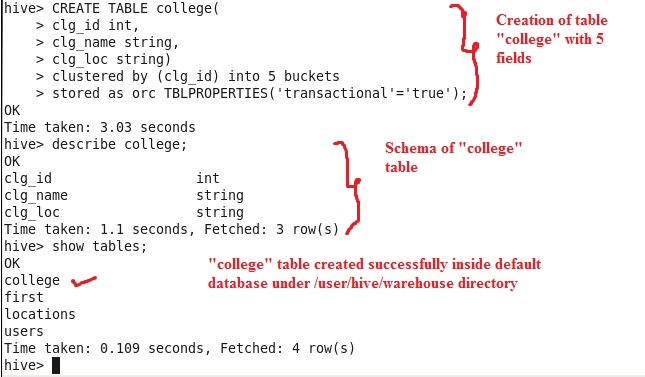 hive> CREATE TABLE college(
    > clg_id int,
    > clg_name string,
    > clg_loc string)
    > clustered by (clg_id) into 5 buckets
    > stored as orc TBLPROPERTIES('transactional'='true');
Creation of table
"college" with 5
fields
OK
Time taken: 3.03 seconds
hive> describe college;
OK
clg_id                  int
clg_name                string
clg_loc                 string
Time taken: 1.1 seconds, Fetched: 3 row(s)
Schema of "college"
table
hive> show tables;
OK
college
first
locations
users
Time taken: 0.109 seconds, Fetched: 4 row(s)
"college" table created successfully inside default
database under /user/hive/warehouse directory
hive>